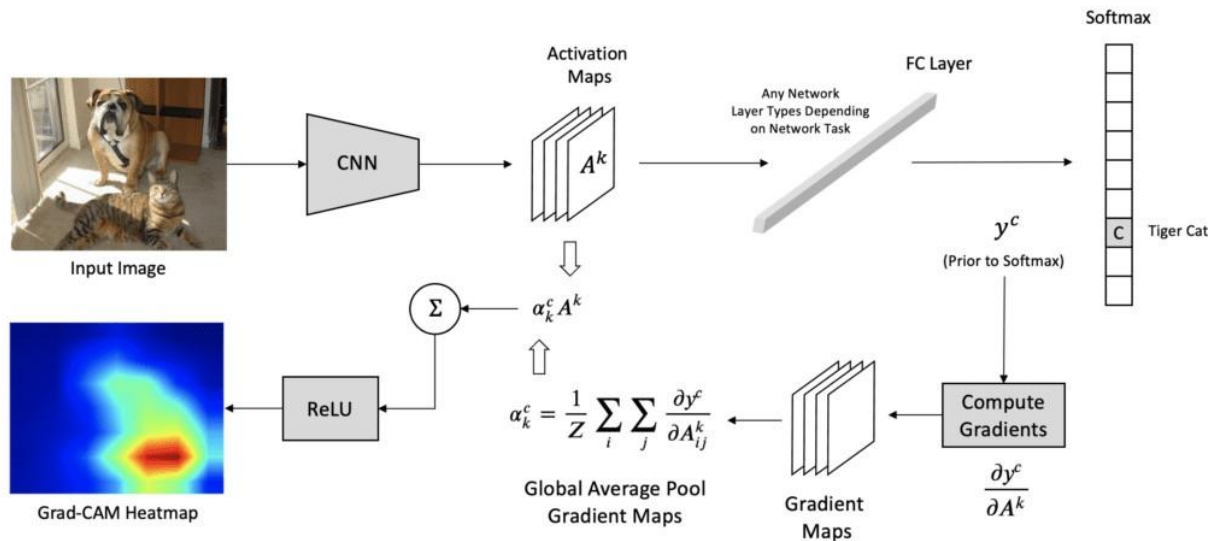 Softmax
Activation
Maps
FC Layer
Any Network
Layer Types Depending
on Network Task
CNN
A^k
C
Tiger Cat
y^c
(Prior to Softmax)
Input Image
Σ
α_k^c A^k
ReLU
α_k^c = 1/Z ∑_i ∑_j ∂y^c/∂A_ij^k
Compute
Gradients
∂y^c/∂A^k
Global Average Pool
Gradient Maps
Gradient
Maps
Grad-CAM Heatmap